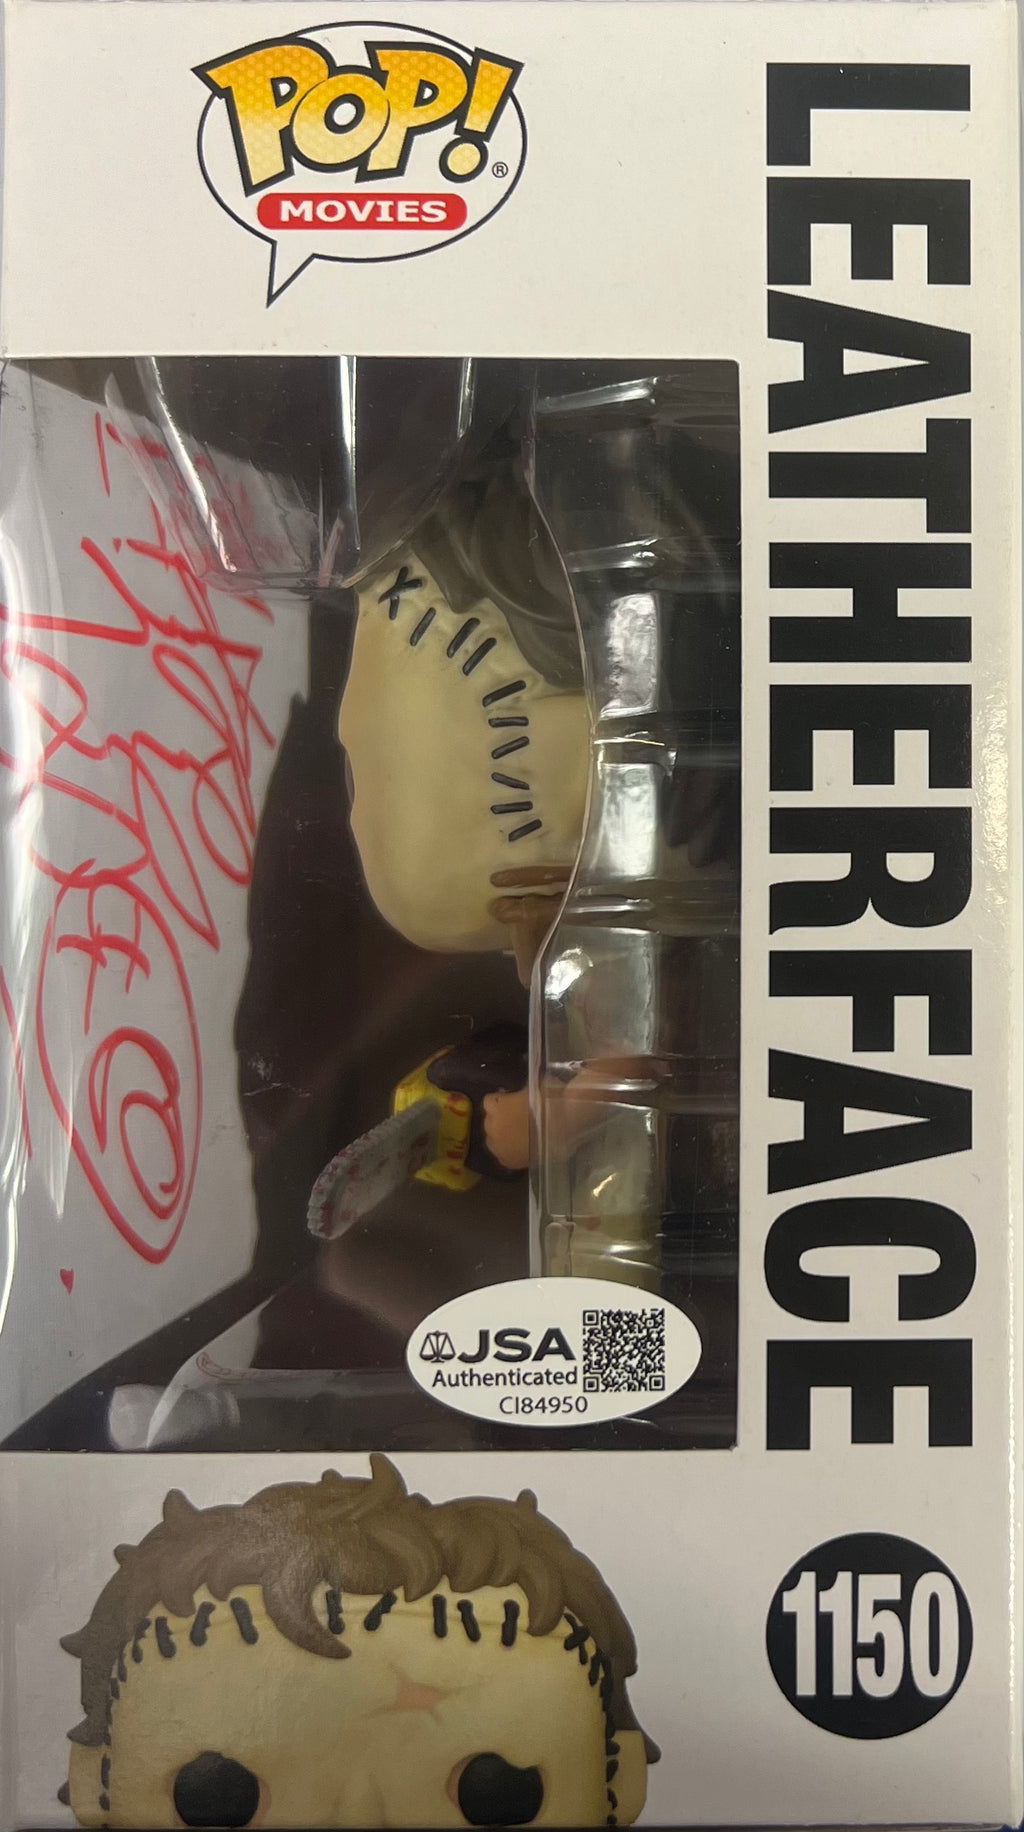 POP!®
MOVIES
LEATHERFACE
JSA
Authenticated
CI84950
1150